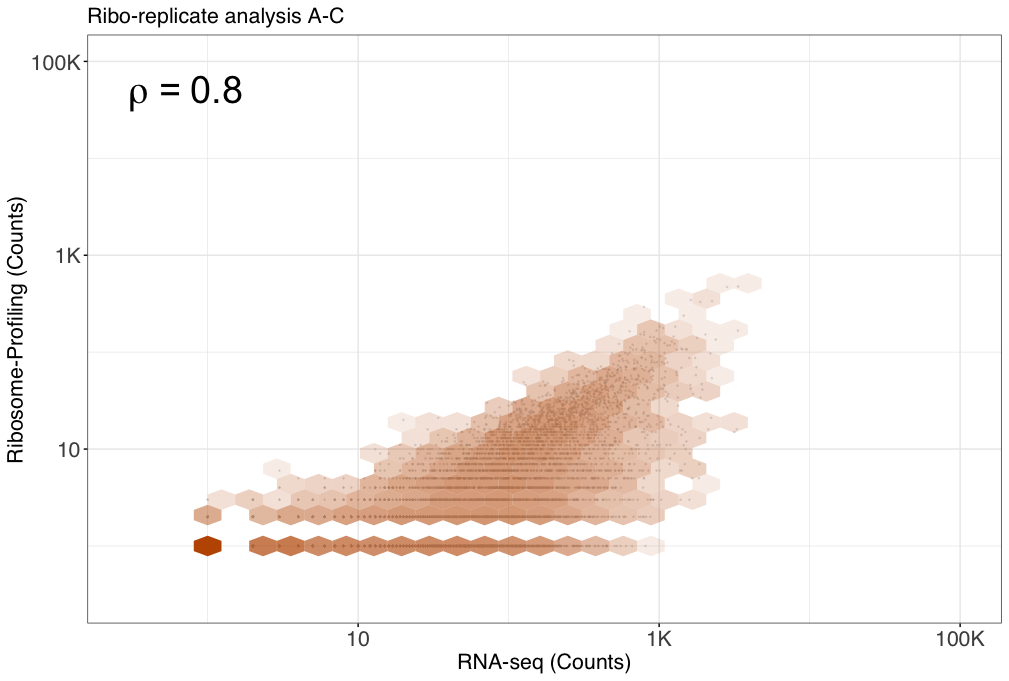 Ribo-replicate analysis A-C
100K
ρ = 0.8
1K
10
Ribosome-Profiling (Counts)
10
1K
100K
RNA-seq (Counts)